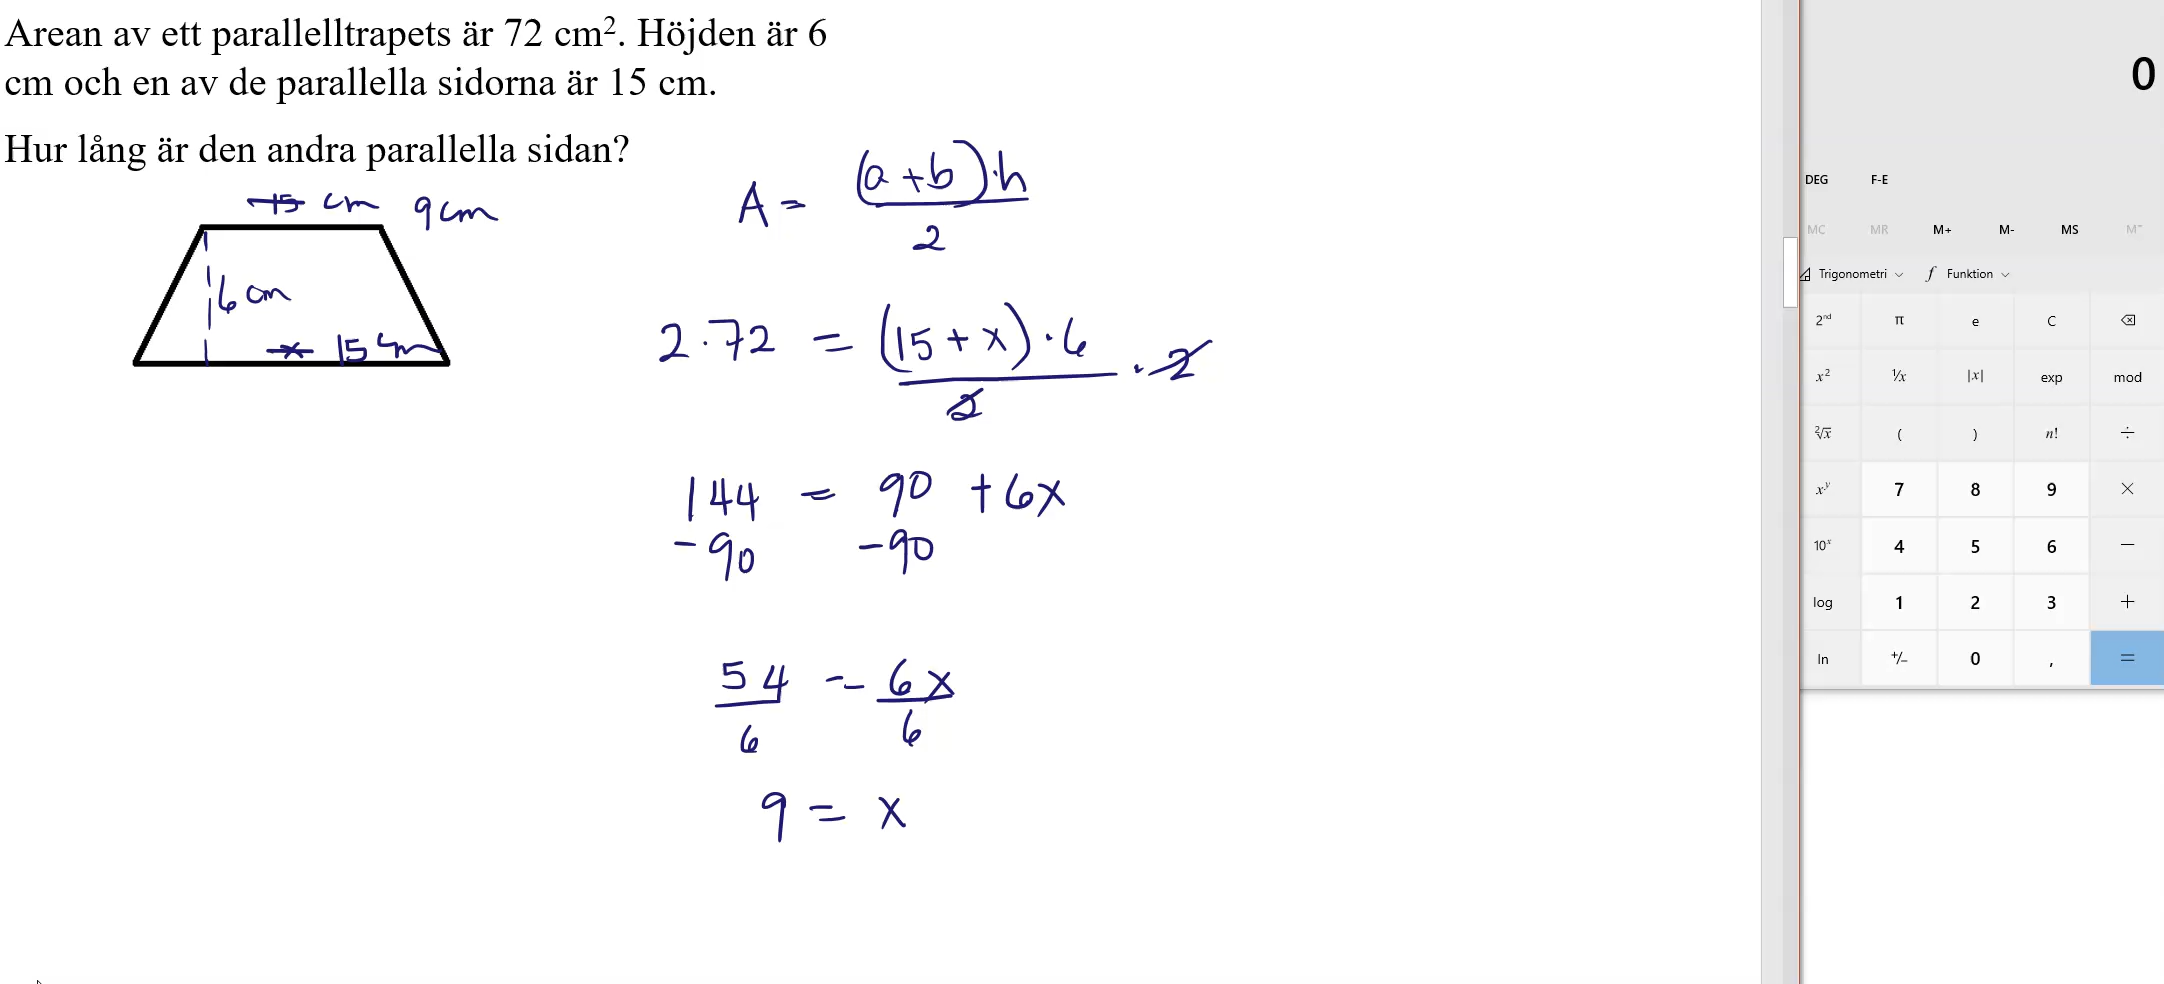 Arean av ett parallelltrapets är 72 cm². Höjden är 6
cm och en av de parallella sidorna är 15 cm.
Hur lång är den andra parallella sidan?
15 cm 9 cm
6 cm
x 15 cm
A = (a + b) · h / 2
2 · 72 = (15 + x) · 6 / 2 · 2
144 = 90 + 6x
-90 -90
54 / 6 = 6x / 6
9 = x
0
DEG F-E
MC MR M+ M- MS M˅
Trigonometri f Funktion
2ⁿᵈ π e C
x² ¹/x |x| exp mod
²√x ( ) n! ÷
xʸ 7 8 9 ×
10ˣ 4 5 6 −
log 1 2 3 +
ln +/− 0 , =